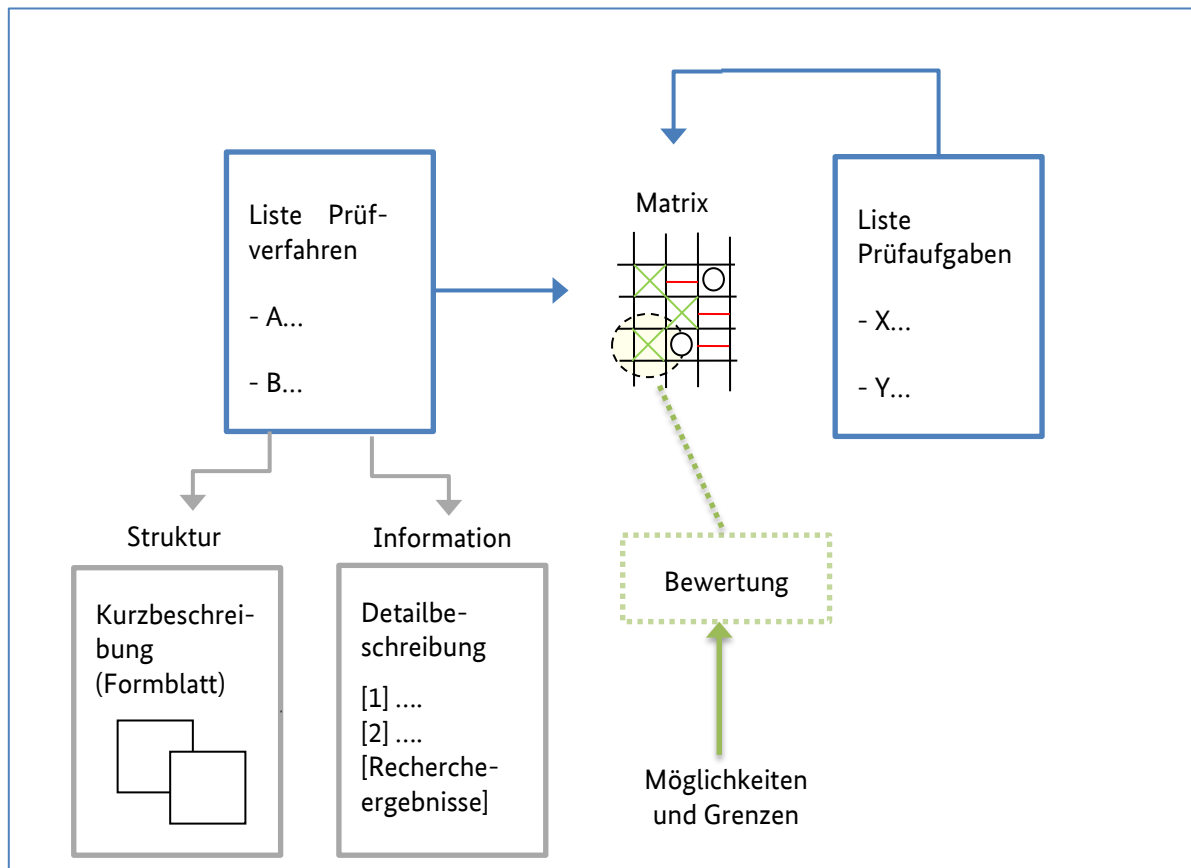 Liste Prüf-
verfahren
- A...
- B...
Matrix
Liste
Prüfaufgaben
- X...
- Y...
Struktur
Kurzbeschrei-
bung
(Formblatt)
Information
Detailbe-
schreibung
[1] ....
[2] ....
[Recherche-
ergebnisse]
Bewertung
Möglichkeiten
und Grenzen